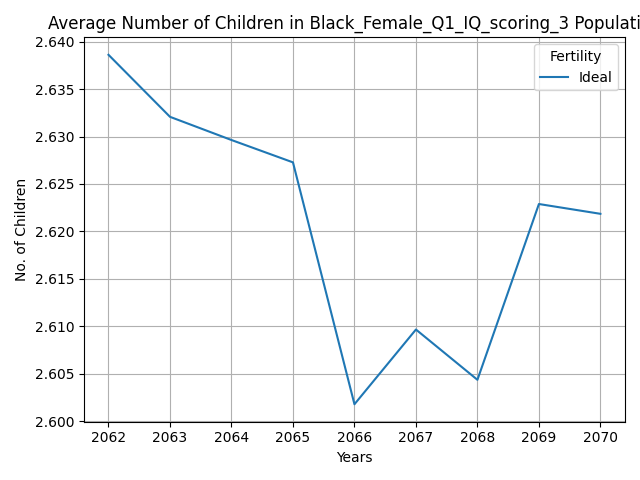 Average Number of Children in Black_Female_Q1_IQ_scoring_3 Populati
Fertility
Ideal
No. of Children
2.640
2.635
2.630
2.625
2.620
2.615
2.610
2.605
2.600
2062 2063 2064 2065 2066 2067 2068 2069 2070
Years